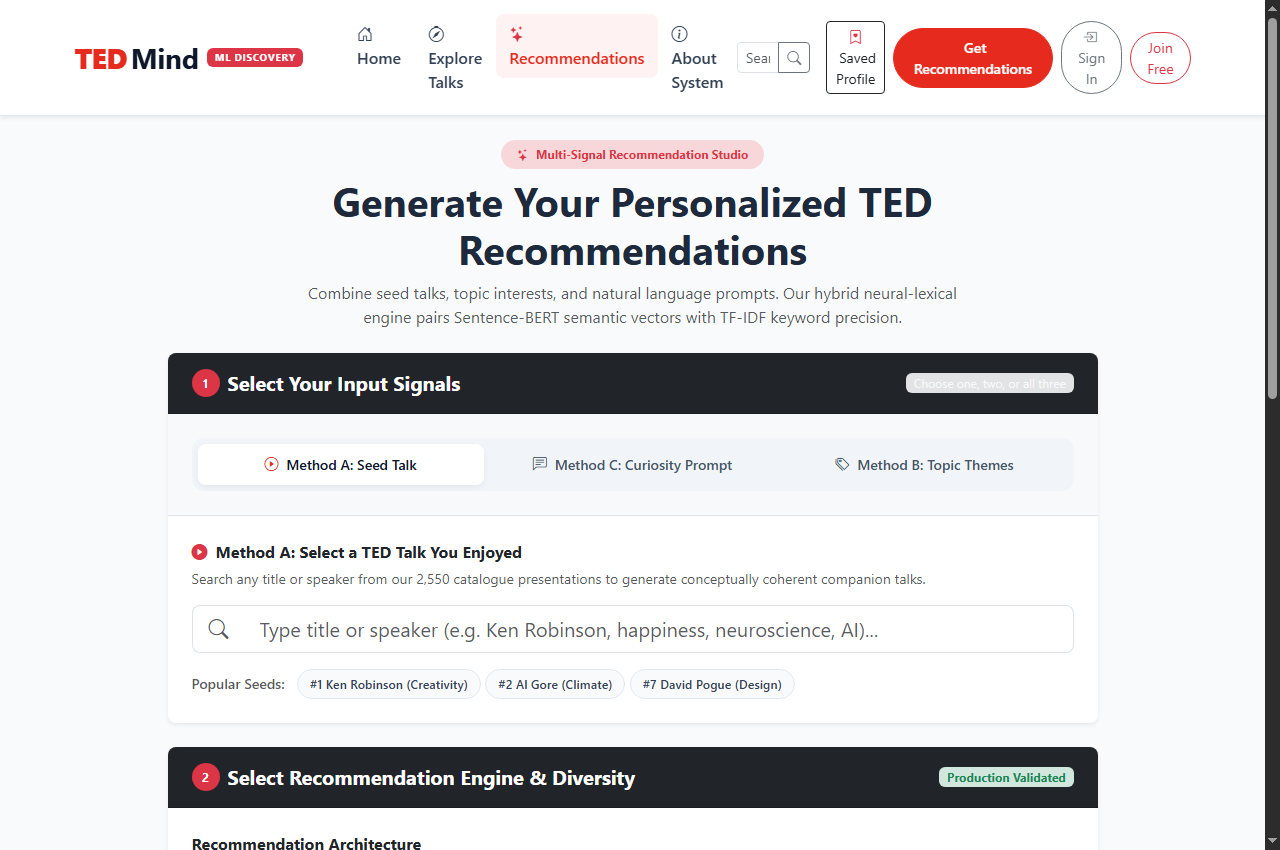 TED Mind ML DISCOVERY
Home
Explore
Talks
Recommendations
About
System
Sear
Saved
Profile
Get
Recommendations
Sign
In
Join
Free
Multi-Signal Recommendation Studio
Generate Your Personalized TED
Recommendations
Combine seed talks, topic interests, and natural language prompts. Our hybrid neural-lexical
engine pairs Sentence-BERT semantic vectors with TF-IDF keyword precision.
1 Select Your Input Signals
Choose one, two, or all three
Method A: Seed Talk
Method C: Curiosity Prompt
Method B: Topic Themes
Method A: Select a TED Talk You Enjoyed
Search any title or speaker from our 2,550 catalogue presentations to generate conceptually coherent companion talks.
Type title or speaker (e.g. Ken Robinson, happiness, neuroscience, AI)...
Popular Seeds: #1 Ken Robinson (Creativity) #2 Al Gore (Climate) #7 David Pogue (Design)
2 Select Recommendation Engine & Diversity
Production Validated
Recommendation Architecture